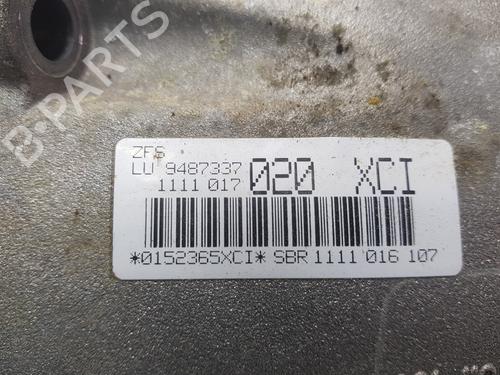 B-PARTS
ZFS
LU 9487337
1111 017 020 XCI
*0152365XCI* SBR 1111 016 107